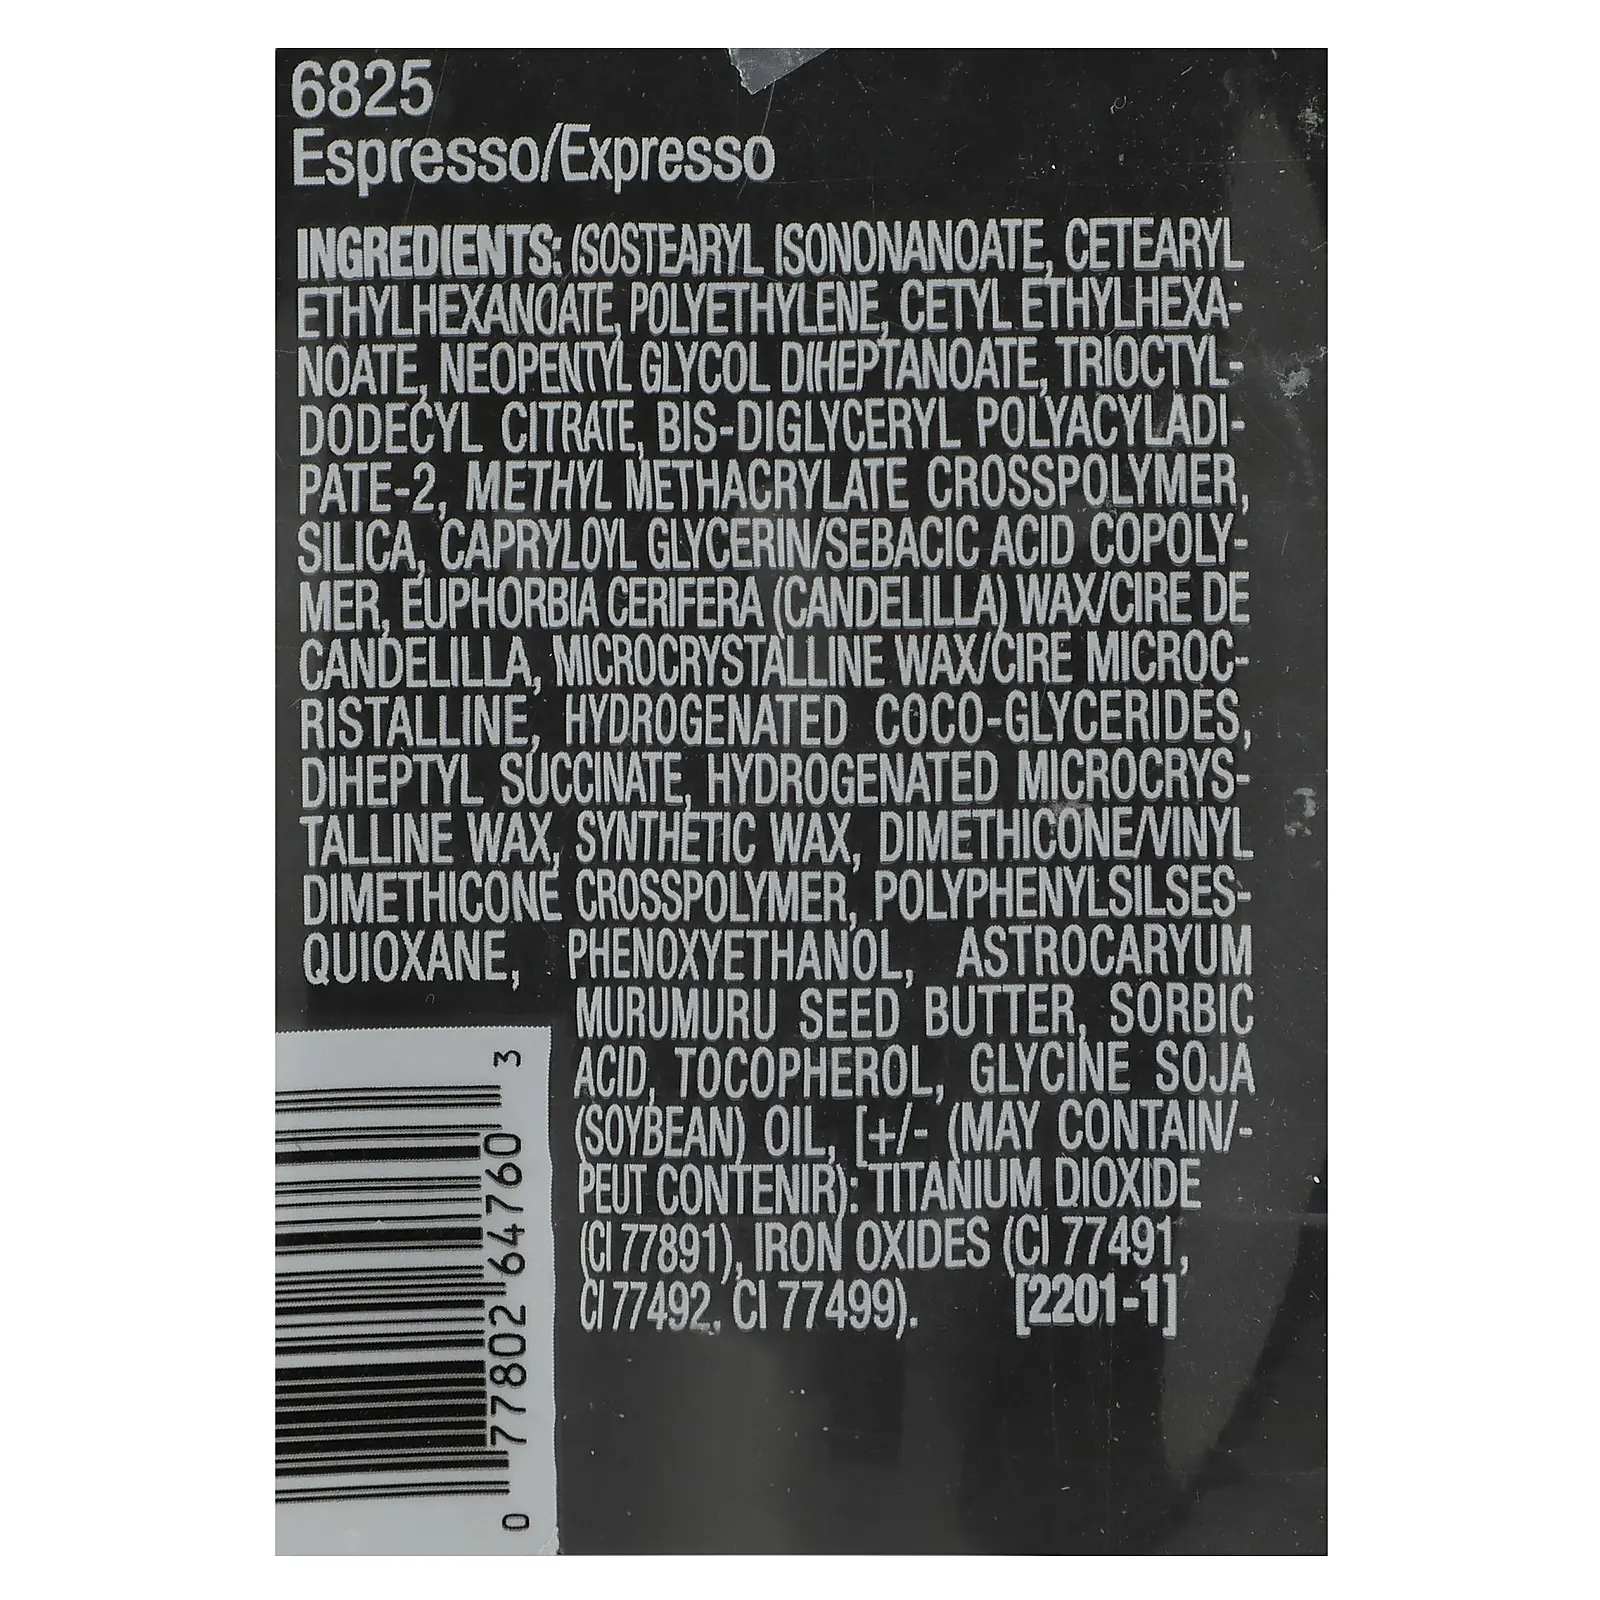 6825
Espresso/Expresso
INGREDIENTS: ISOSTEARYL ISONONANOATE, CETEARYL
ETHYLHEXANOATE, POLYETHYLENE, CETYL ETHYLHEXA-
NOATE, NEOPENTYL GLYCOL DIHEPTANOATE, TRIOCTYL-
DODECYL CITRATE, BIS-DIGLYCERYL POLYACYLADI-
PATE-2, METHYL METHACRYLATE CROSSPOLYMER,
SILICA, CAPRYLOYL GLYCERIN/SEBACIC ACID COPOLY-
MER, EUPHORBIA CERIFERA (CANDELILLA) WAX/CIRE DE
CANDELILLA, MICROCRYSTALLINE WAX/CIRE MICROC-
RISTALLINE, HYDROGENATED COCO-GLYCERIDES,
DIHEPTYL SUCCINATE, HYDROGENATED MICROCRYS-
TALLINE WAX, SYNTHETIC WAX, DIMETHICONE/VINYL
DIMETHICONE CROSSPOLYMER, POLYPHENYLSILSES-
QUIOXANE, PHENOXYETHANOL, ASTROCARYUM
MURUMURU SEED BUTTER, SORBIC
ACID, TOCOPHEROL, GLYCINE SOJA
(SOYBEAN) OIL, [+/- (MAY CONTAIN/-
PEUT CONTENIR): TITANIUM DIOXIDE
(CI 77891), IRON OXIDES (CI 77491,
CI 77492, CI 77499). [2201-1]
0 77802 64760 3